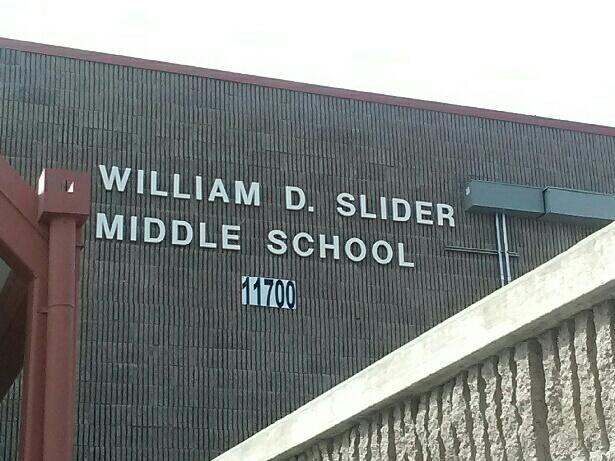 WILLIAM D. SLIDER
MIDDLE SCHOOL
11700